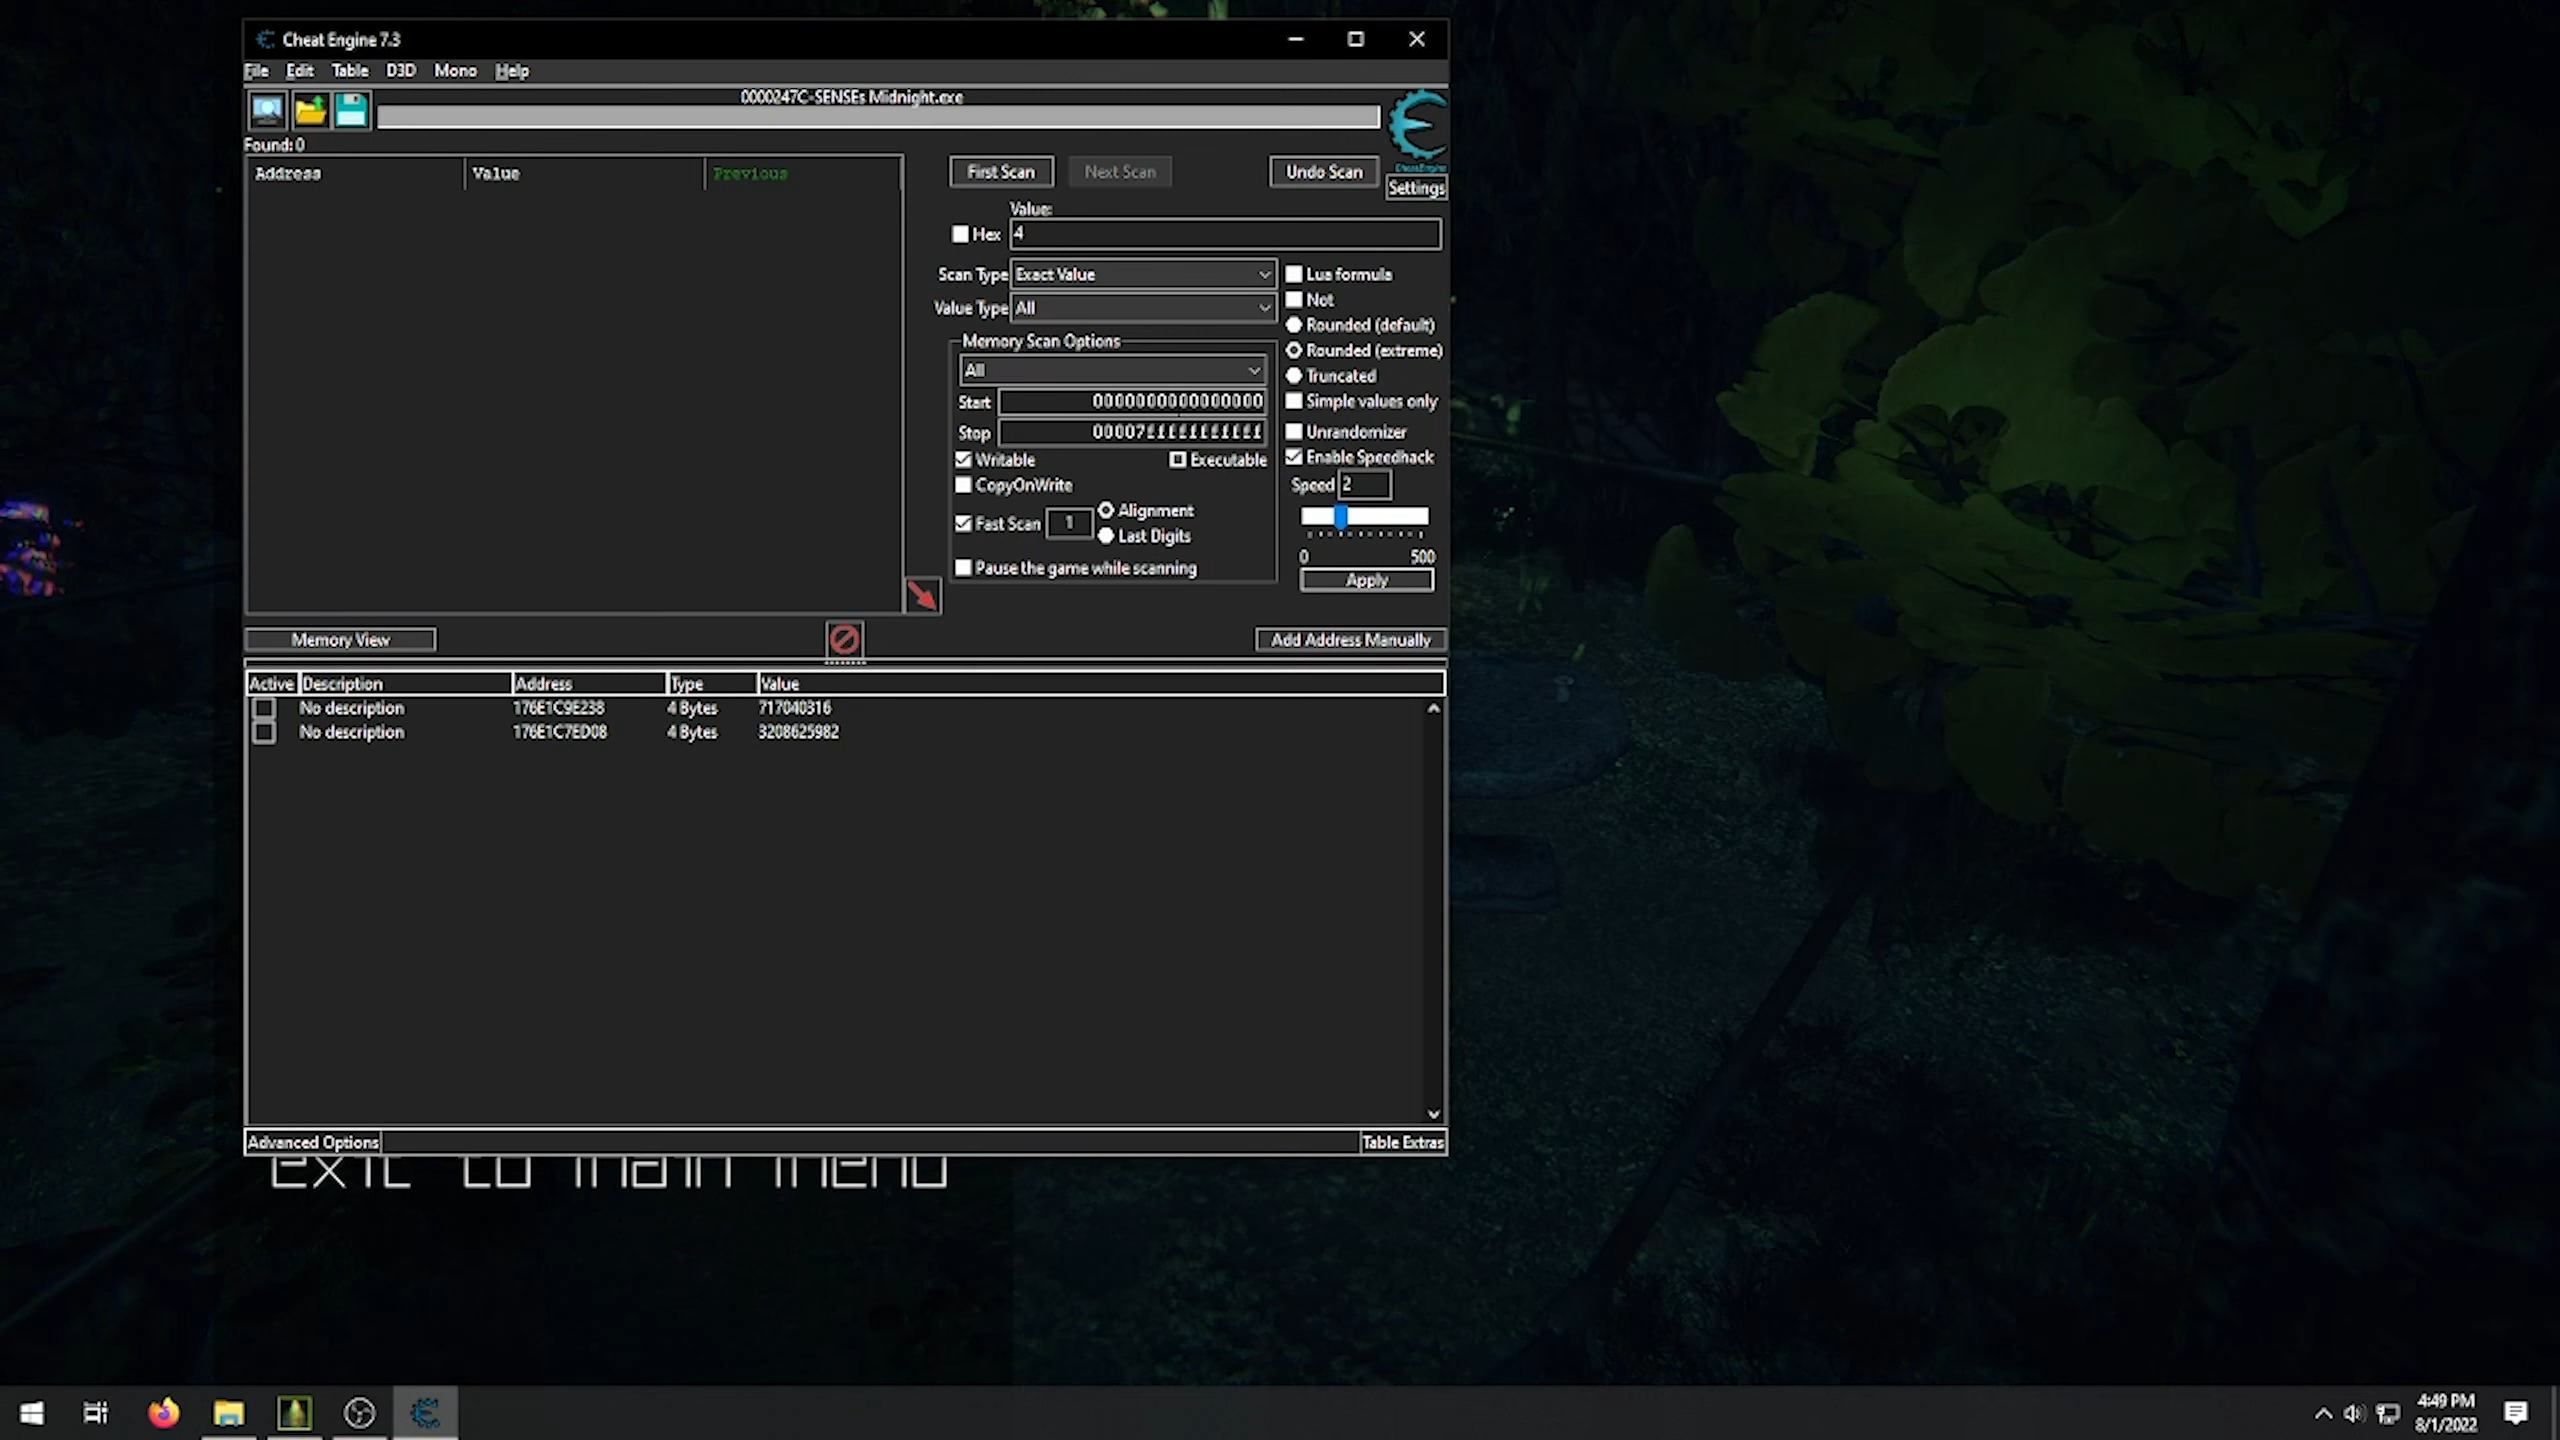 Cheat Engine 7.3
File Edit Table D3D Mono Help
0000247C-SENSEs Midnight.exe
Found: 0
Address Value Previous
First Scan Next Scan Undo Scan
CheatEngine
Settings
Value:
Hex 4
Scan Type Exact Value
Lua formula
Value Type All
Not
Rounded (default)
Memory Scan Options
Rounded (extreme)
All
Truncated
Start 0000000000000000
Simple values only
Stop 00007fffffffffff
Unrandomizer
Writable Executable
Enable Speedhack
CopyOnWrite
Speed 2
Fast Scan 1 Alignment
Last Digits
0 500
Pause the game while scanning
Apply
Memory View
Add Address Manually
Active Description Address Type Value
No description 176E1C9E238 4 Bytes 717040316
No description 176E1C7ED08 4 Bytes 3208625982
Advanced Options
Table Extras
exit to main menu
4:49 PM
8/1/2022